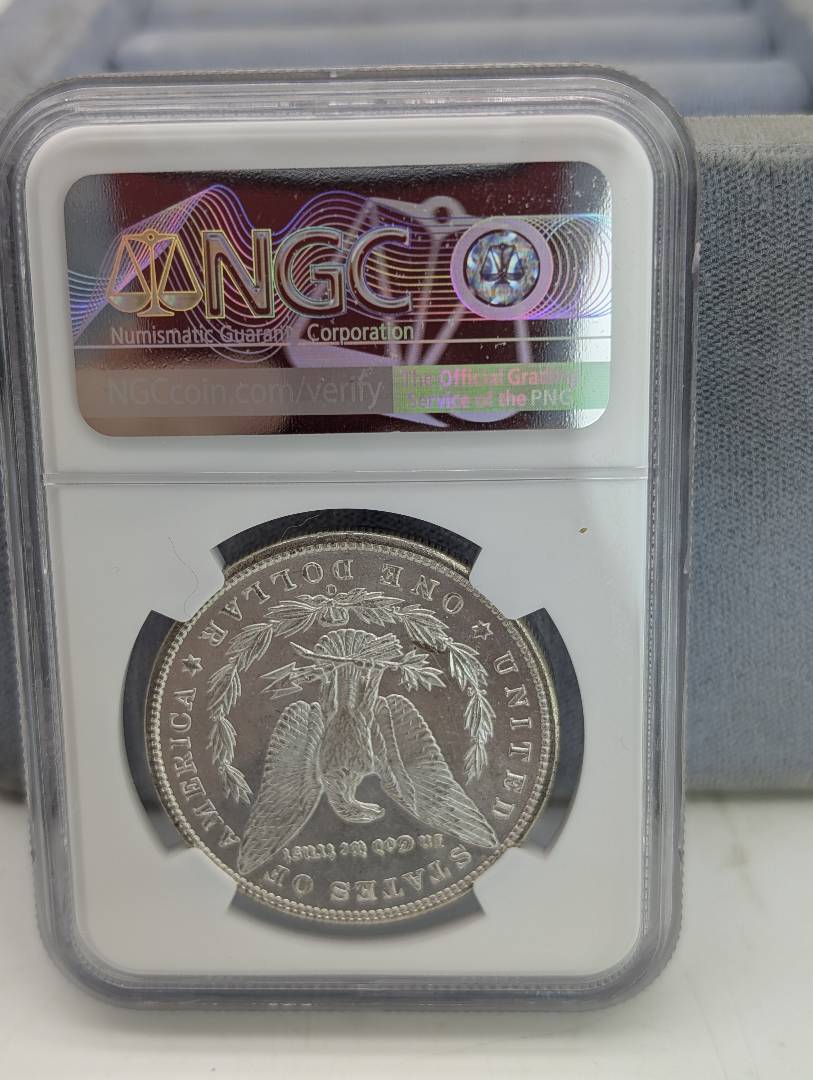 NGC
Numismatic Guaranty Corporation
NGCcoin.com/verify
The Official Grading
Service of the PNG
UNITED STATES OF AMERICA
In God we trust
ONE DOLLAR
O